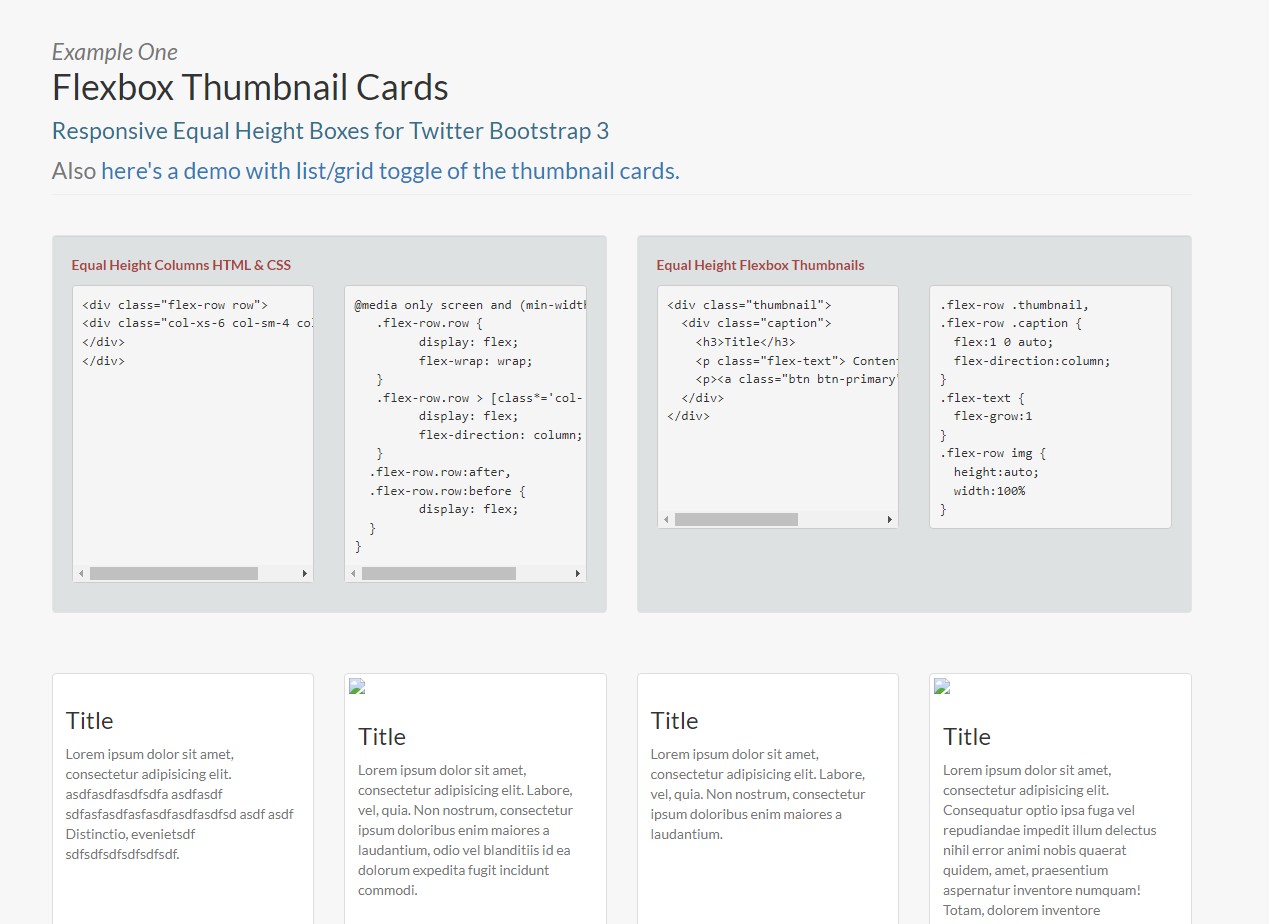 Example One
Flexbox Thumbnail Cards
Responsive Equal Height Boxes for Twitter Bootstrap 3
Also here's a demo with list/grid toggle of the thumbnail cards.
Equal Height Columns HTML & CSS
<div class="flex-row row">
<div class="col-xs-6 col-sm-4 col
</div>
</div>
@media only screen and (min-width
.flex-row.row {
display: flex;
flex-wrap: wrap;
}
.flex-row.row > [class*='col-
display: flex;
flex-direction: column;
}
.flex-row.row:after,
.flex-row.row:before {
display: flex;
}
}
Equal Height Flexbox Thumbnails
<div class="thumbnail">
<div class="caption">
<h3>Title</h3>
<p class="flex-text"> Content
<p><a class="btn btn-primary"
</div>
</div>
.flex-row .thumbnail,
.flex-row .caption {
flex:1 0 auto;
flex-direction:column;
}
.flex-text {
flex-grow:1
}
.flex-row img {
height:auto;
width:100%
}
Title
Lorem ipsum dolor sit amet,
consectetur adipisicing elit.
asdfasdfasdfsdfa asdfasdf
sdfasfasdfasfasdfasdfasdfsd asdf asdf
Distinctio, evenietsdf
sdfsdfsdfsdfsdfsdf.
Title
Lorem ipsum dolor sit amet,
consectetur adipisicing elit. Labore,
vel, quia. Non nostrum, consectetur
ipsum doloribus enim maiores a
laudantium, odio vel blanditiis id ea
dolorum expedita fugit incidunt
commodi.
Title
Lorem ipsum dolor sit amet,
consectetur adipisicing elit. Labore,
vel, quia. Non nostrum, consectetur
ipsum doloribus enim maiores a
laudantium.
Title
Lorem ipsum dolor sit amet,
consectetur adipisicing elit.
Consequatur optio ipsa fuga vel
repudiandae impedit illum delectus
nihil error animi nobis quaerat
quidem, amet, praesentium
aspernatur inventore numquam!
Totam, dolorem inventore